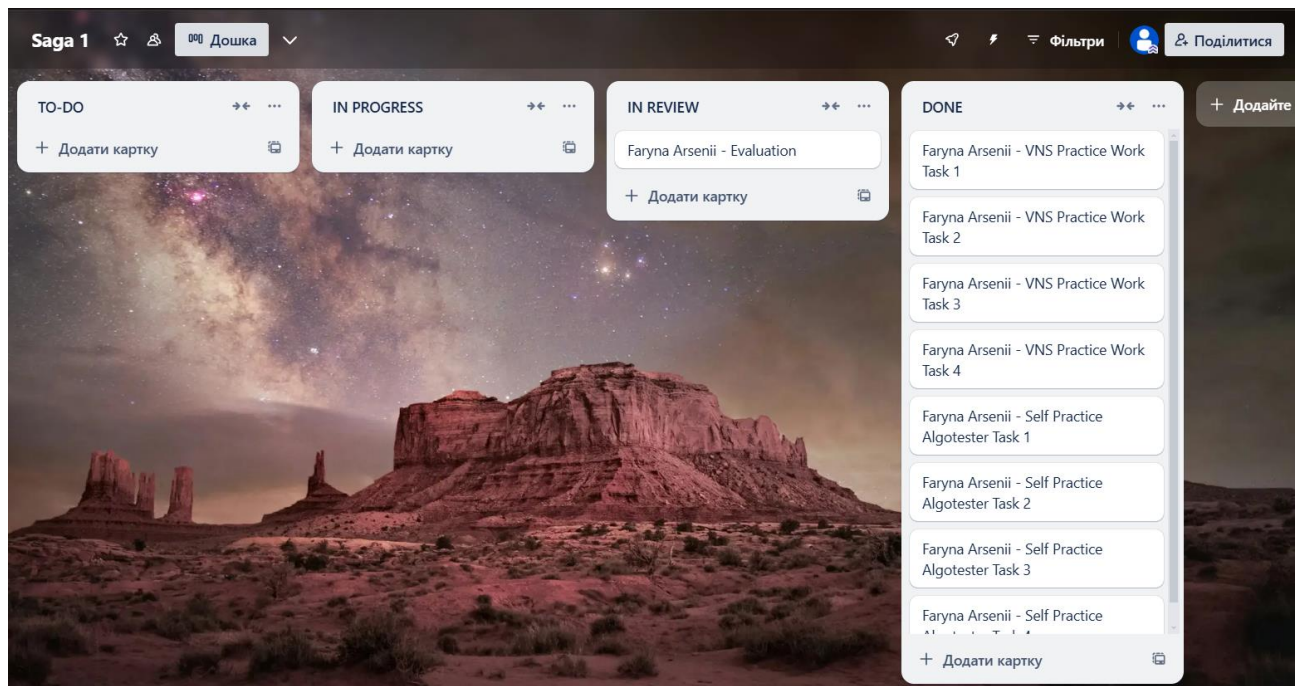 Saga 1
Дошка
Фільтри
Поділитися
TO-DO
Додати картку
IN PROGRESS
Додати картку
IN REVIEW
Faryna Arsenii - Evaluation
Додати картку
DONE
Faryna Arsenii - VNS Practice Work
Task 1
Faryna Arsenii - VNS Practice Work
Task 2
Faryna Arsenii - VNS Practice Work
Task 3
Faryna Arsenii - VNS Practice Work
Task 4
Faryna Arsenii - Self Practice
Algotester Task 1
Faryna Arsenii - Self Practice
Algotester Task 2
Faryna Arsenii - Self Practice
Algotester Task 3
Faryna Arsenii - Self Practice
Додати картку
Додайте